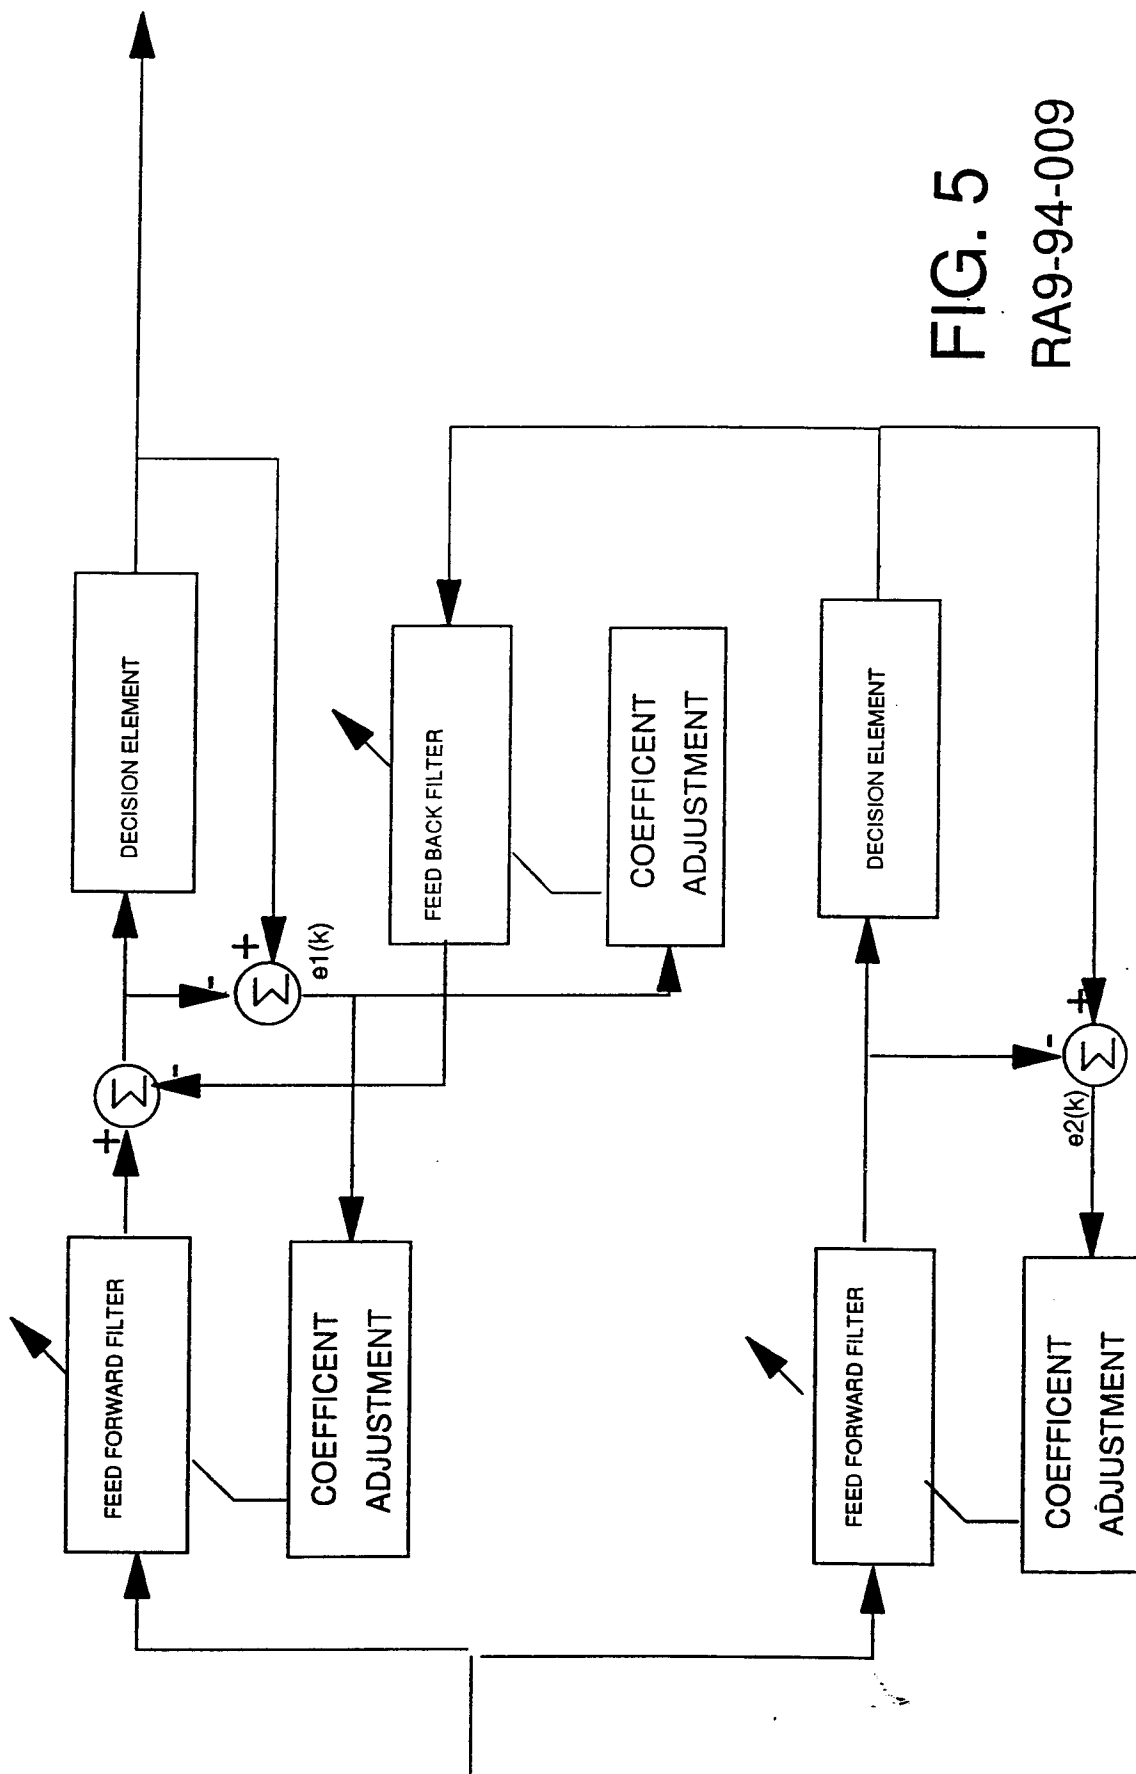 FEED FORWARD FILTER
+
Σ
-
DECISION ELEMENT
-
+
Σ
e1(k)
COEFFICENT
ADJUSTMENT
FEED BACK FILTER
COEFFICENT
ADJUSTMENT
FEED FORWARD FILTER
DECISION ELEMENT
-
+
Σ
e2(k)
COEFFICENT
ADJUSTMENT
FIG. 5
RA9-94-009